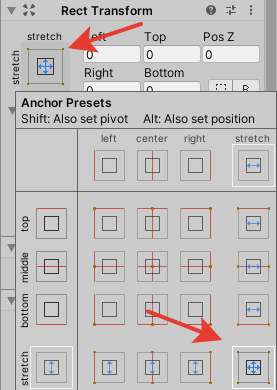 Rect Transform
stretch
Left Top Pos Z
stretch
0 0 0
Right Bottom
0 0 R
Anchor Presets
Shift: Also set pivot Alt: Also set position
left center right stretch
top
middle
bottom
stretch